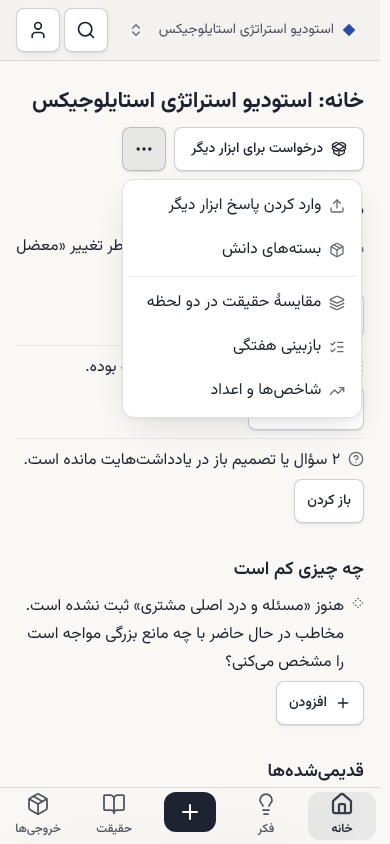 استودیو استراتژی استایلوجیکس
خانه: استودیو استراتژی استایلوجیکس
درخواست برای ابزار دیگر
وارد کردن پاسخ ابزار دیگر
بسته‌های دانش
طر تغییر «معضل
مقایسهٔ حقیقت در دو لحظه
بازبینی هفتگی
بوده.
شاخص‌ها و اعداد
۲ سؤال یا تصمیم باز در یادداشت‌هایت مانده است.
باز کردن
چه چیزی کم است
هنوز «مسئله و درد اصلی مشتری» ثبت نشده است.
مخاطب در حال حاضر با چه مانع بزرگی مواجه است
را مشخص می‌کنی؟
افزودن
قدیمی‌شده‌ها
خانه
فکر
حقیقت
خروجی‌ها